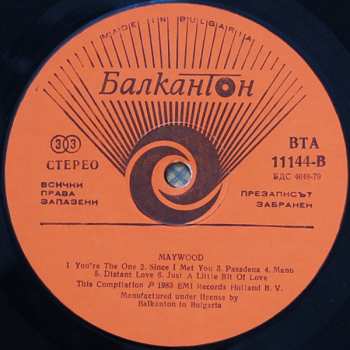 MADE IN BULGARIA
Балкантон
33
СТЕРЕО
ВТА
11144-В
БДС 4649-79
ВСИЧКИ
ПРАВА
ЗАПАЗЕНИ
ПРЕЗАПИСЪТ
ЗАБРАНЕН
MAYWOOD
1 You're The One 2. Since I Met You 3. Pasadena 4. Mano
5. Distant Love 6. Just A Little Bit Of Love
This Compilation P 1983 EMI Records Holland B. V.
Manufactured under license by
Balkanton in Bulgaria